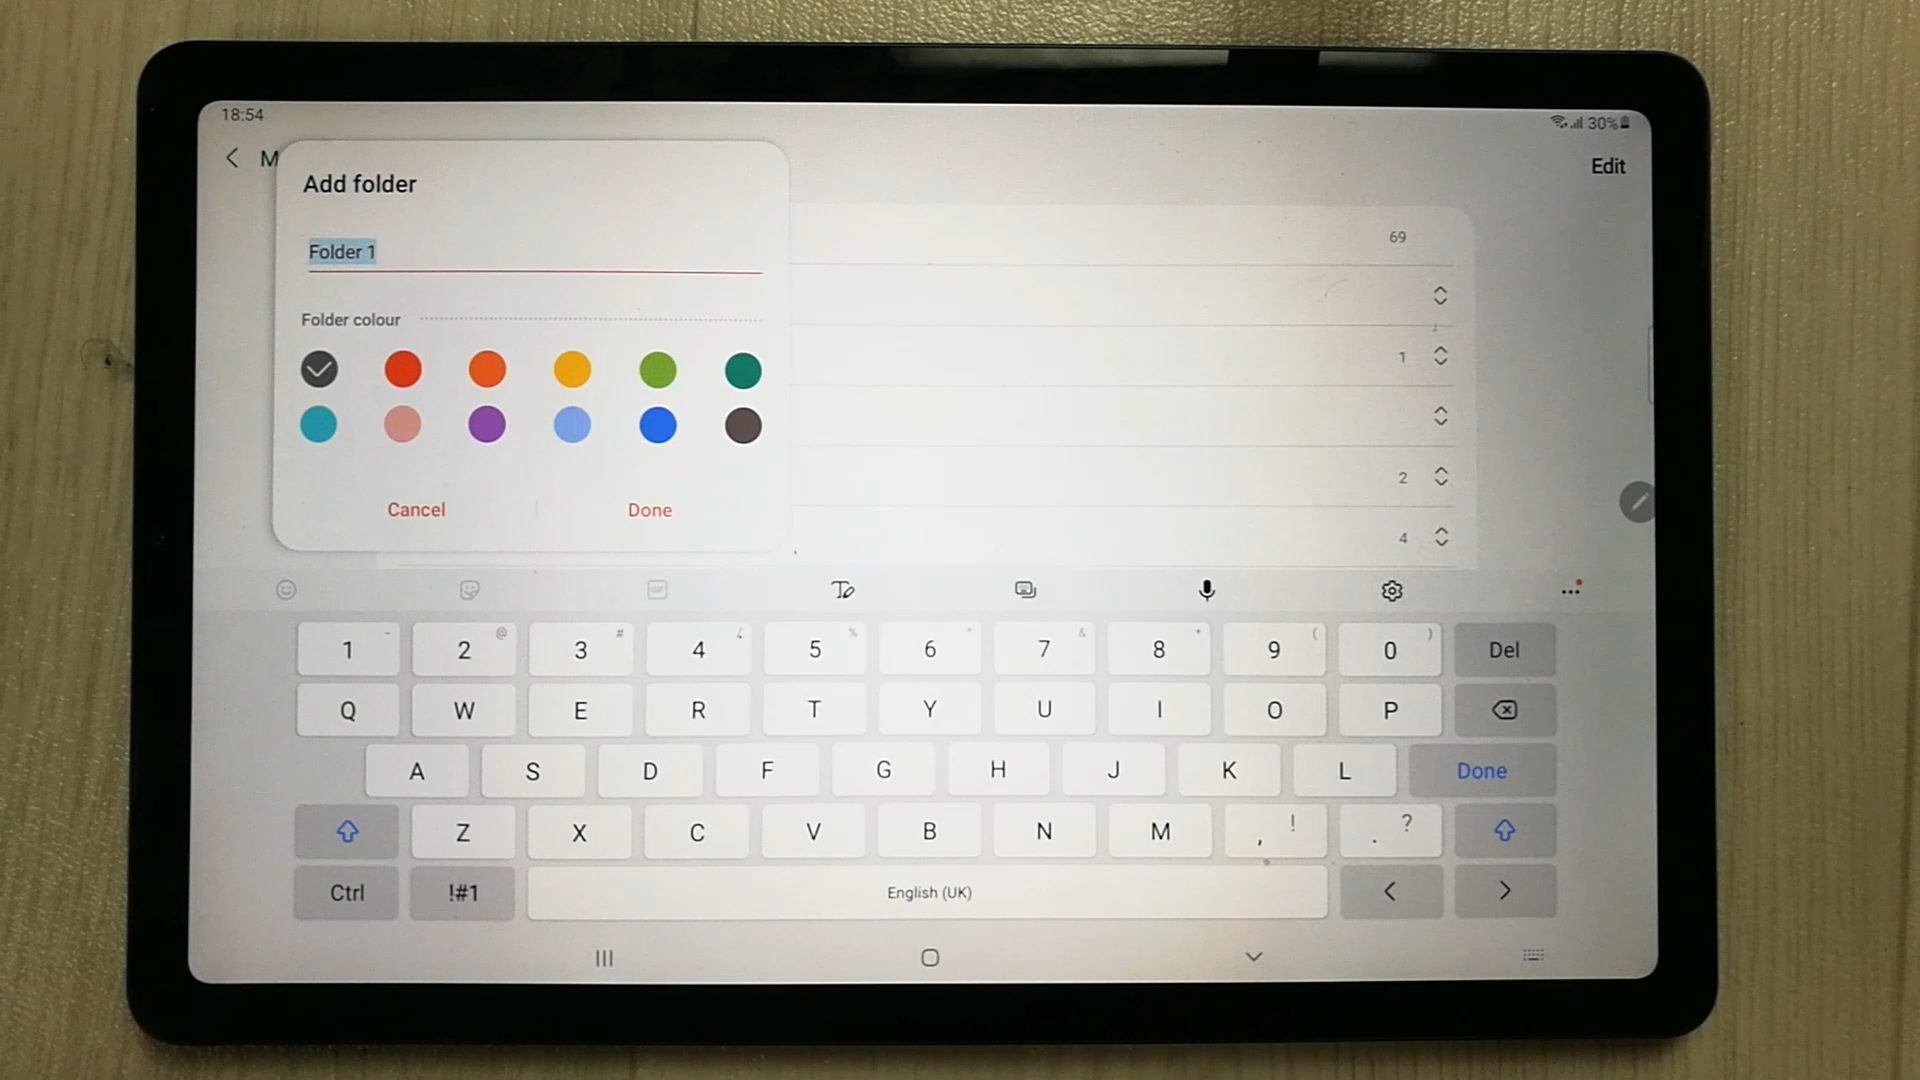 18:54
30%
M
Edit
Add folder
Folder 1
69
Folder colour
1
2
Cancel
Done
4
GIF
1 2 3 4 5 6 7 8 9 0 Del
@ # % & * ( )
Q W E R T Y U I O P
A S D F G H J K L Done
Z X C V B N M , ! . ?
Ctrl !#1 English (UK) < >